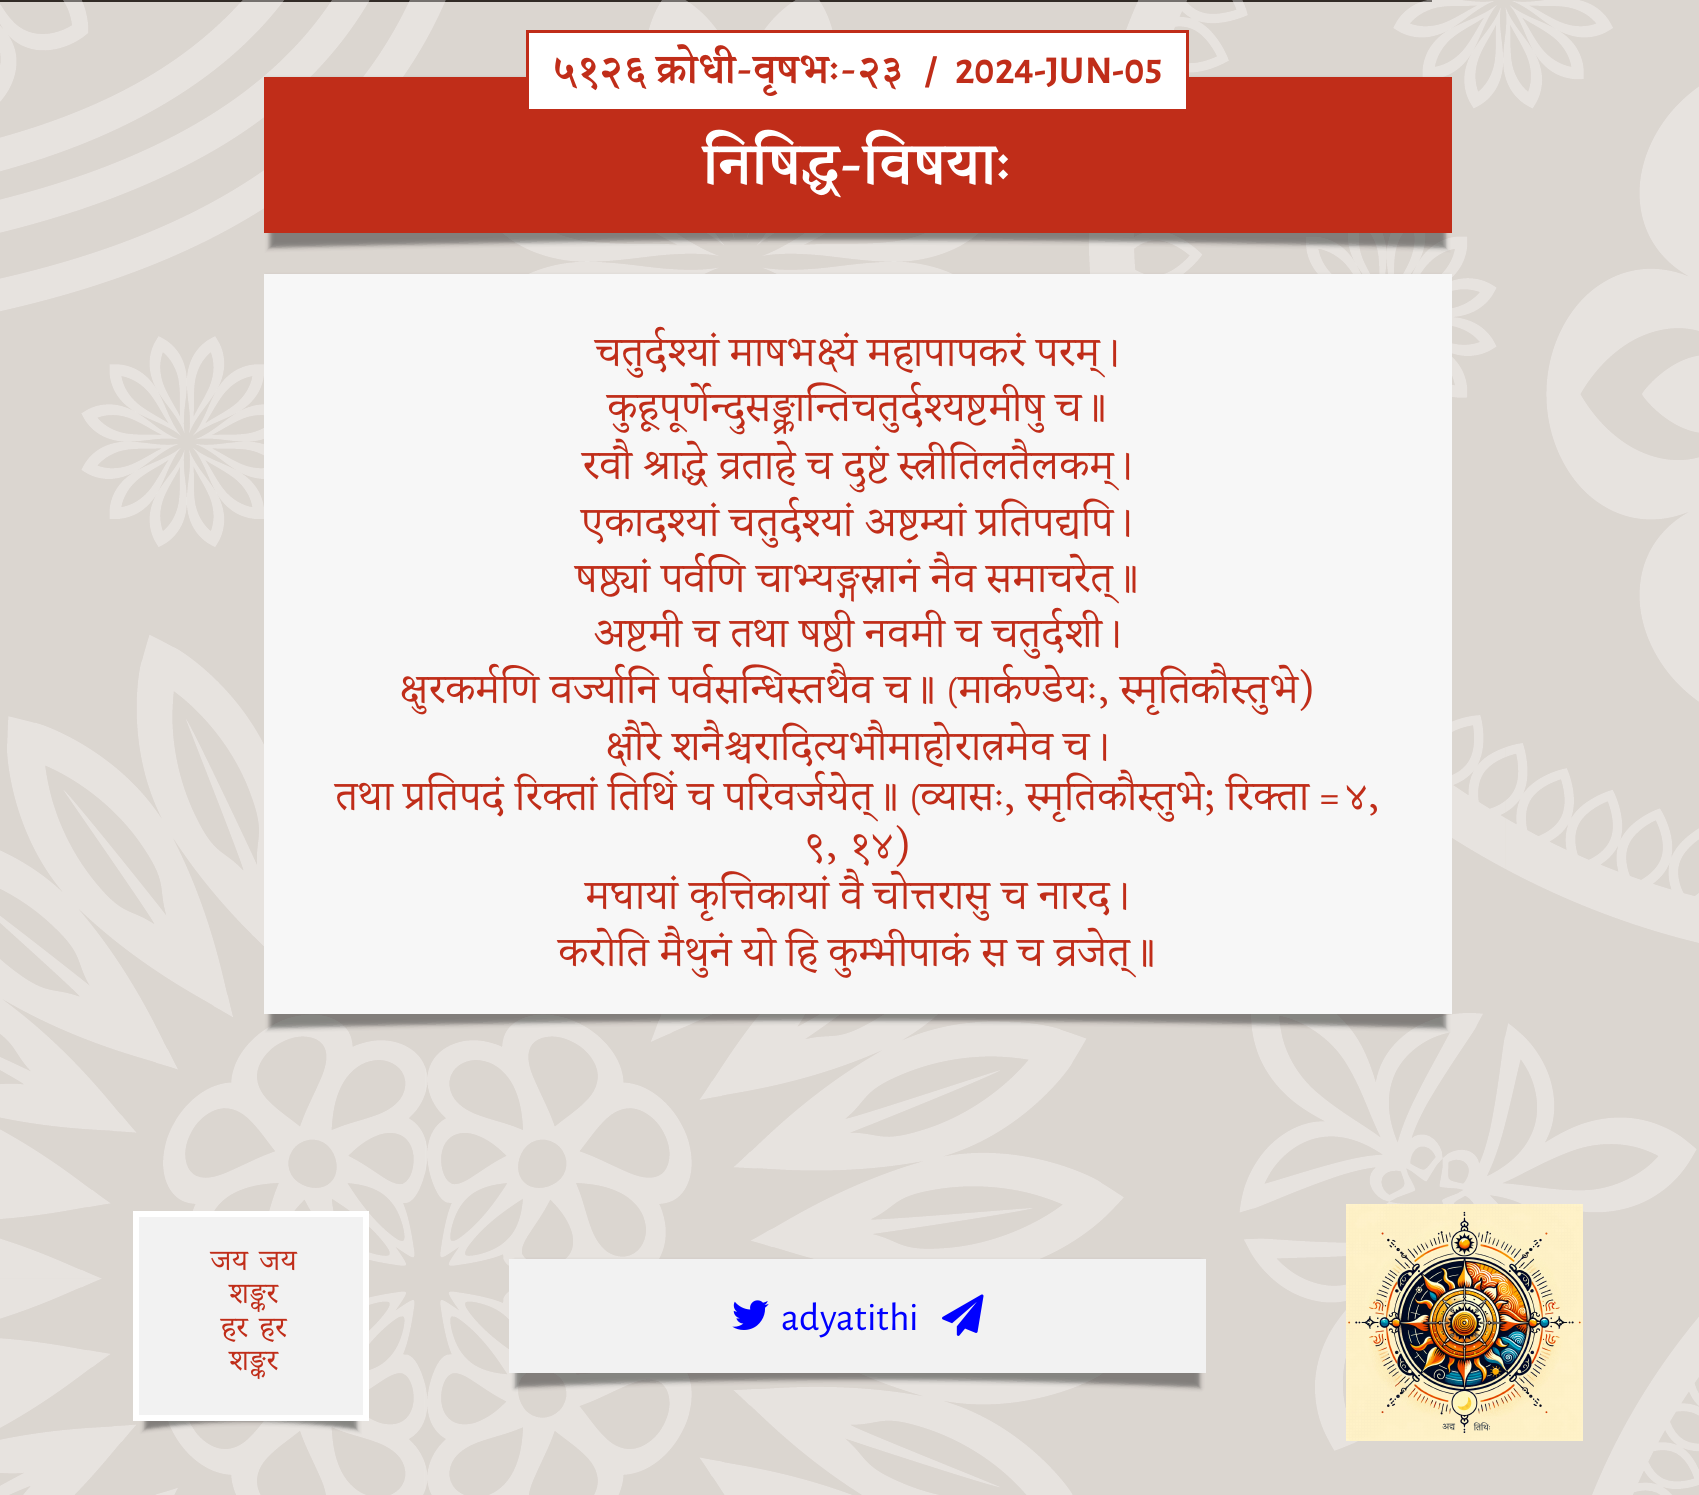 ५१२६ क्रोधी-वृषभः-२३ / 2024-JUN-05
निषिद्ध-विषयाः
चतुर्दश्यां माषभक्ष्यं महापापकरं परम्।
कुहूपूर्णेन्दुसङ्क्रान्तिचतुर्दश्यष्टमीषु च॥
रवौ श्राद्धे व्रताहे च दुष्टं स्त्रीतिलतैलकम्।
एकादश्यां चतुर्दश्यां अष्टम्यां प्रतिपद्यपि।
षष्ठ्यां पर्वणि चाभ्यङ्गस्नानं नैव समाचरेत्॥
अष्टमी च तथा षष्ठी नवमी च चतुर्दशी।
क्षुरकर्मणि वर्ज्यानि पर्वसन्धिस्तथैव च॥ (मार्कण्डेयः, स्मृतिकौस्तुभे)
क्षौरे शनैश्चरादित्यभौमाहोरात्रमेव च।
तथा प्रतिपदं रिक्तां तिथिं च परिवर्जयेत्॥ (व्यासः, स्मृतिकौस्तुभे; रिक्ता = ४,
९, १४)
मघायां कृत्तिकायां वै चोत्तरासु च नारद।
करोति मैथुनं यो हि कुम्भीपाकं स च व्रजेत्॥
जय जय
शङ्कर
हर हर
शङ्कर
adyatithi
अद्य तिथिः